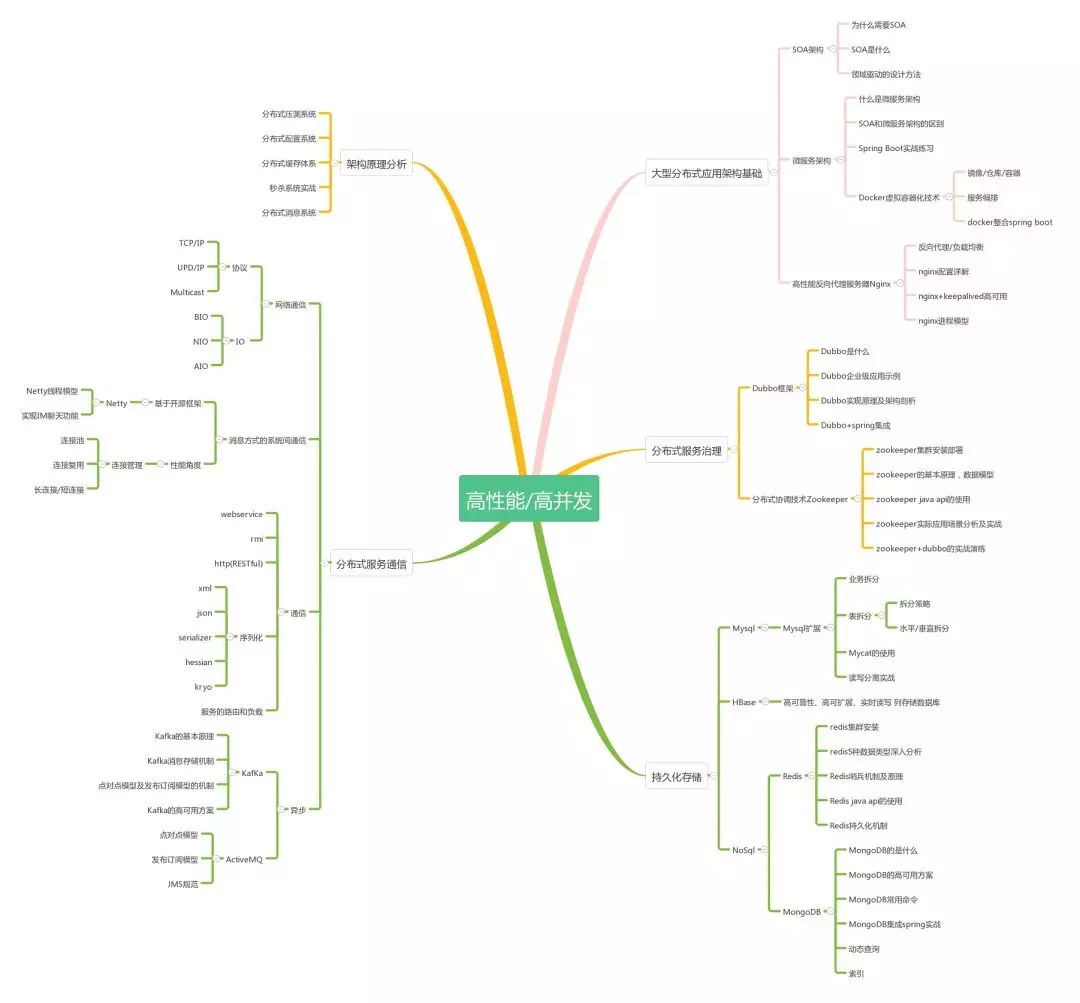 高性能/高并发
架构原理分析
分布式压测系统
分布式配置系统
分布式缓存体系
秒杀系统实战
分布式消息系统
分布式服务通信
网络通信
协议
TCP/IP
UPD/IP
Multicast
IO
BIO
NIO
AIO
消息方式的系统间通信
基于开源框架
Netty
Netty线程模型
实现IM聊天功能
性能角度
连接管理
连接池
连接复用
长连接/短连接
通信
webservice
rmi
http(RESTful)
序列化
xml
json
serializer
hessian
kryo
服务的路由和负载
异步
KafKa
Kafka的基本原理
Kafka消息存储机制
点对点模型及发布订阅模型的机制
Kafka的高可用方案
ActiveMQ
点对点模型
发布订阅模型
JMS规范
大型分布式应用架构基础
SOA架构
为什么需要SOA
SOA是什么
领域驱动的设计方法
微服务架构
什么是微服务架构
SOA和微服务架构的区别
Spring Boot实战练习
Docker虚拟容器化技术
镜像/仓库/容器
服务编排
docker整合spring boot
高性能反向代理服务器Nginx
反向代理/负载均衡
nginx配置详解
nginx+keepalived高可用
nginx进程模型
分布式服务治理
Dubbo框架
Dubbo是什么
Dubbo企业级应用示例
Dubbo实现原理及架构剖析
Dubbo+spring集成
分布式协调技术Zookeeper
zookeeper集群安装部署
zookeeper的基本原理，数据模型
zookeeper java api的使用
zookeeper实际应用场景分析及实战
zookeeper+dubbo的实战演练
持久化存储
Mysql
Mysql扩展
业务拆分
表拆分
拆分策略
水平/垂直拆分
Mycat的使用
读写分离实战
HBase
高可靠性、高可扩展、实时读写 列存储数据库
NoSql
Redis
redis集群安装
redis5种数据类型深入分析
Redis哨兵机制及原理
Redis java api的使用
Redis持久化机制
MongoDB
MongoDB的是什么
MongoDB的高可用方案
MongoDB常用命令
MongoDB集成spring实战
动态查询
索引